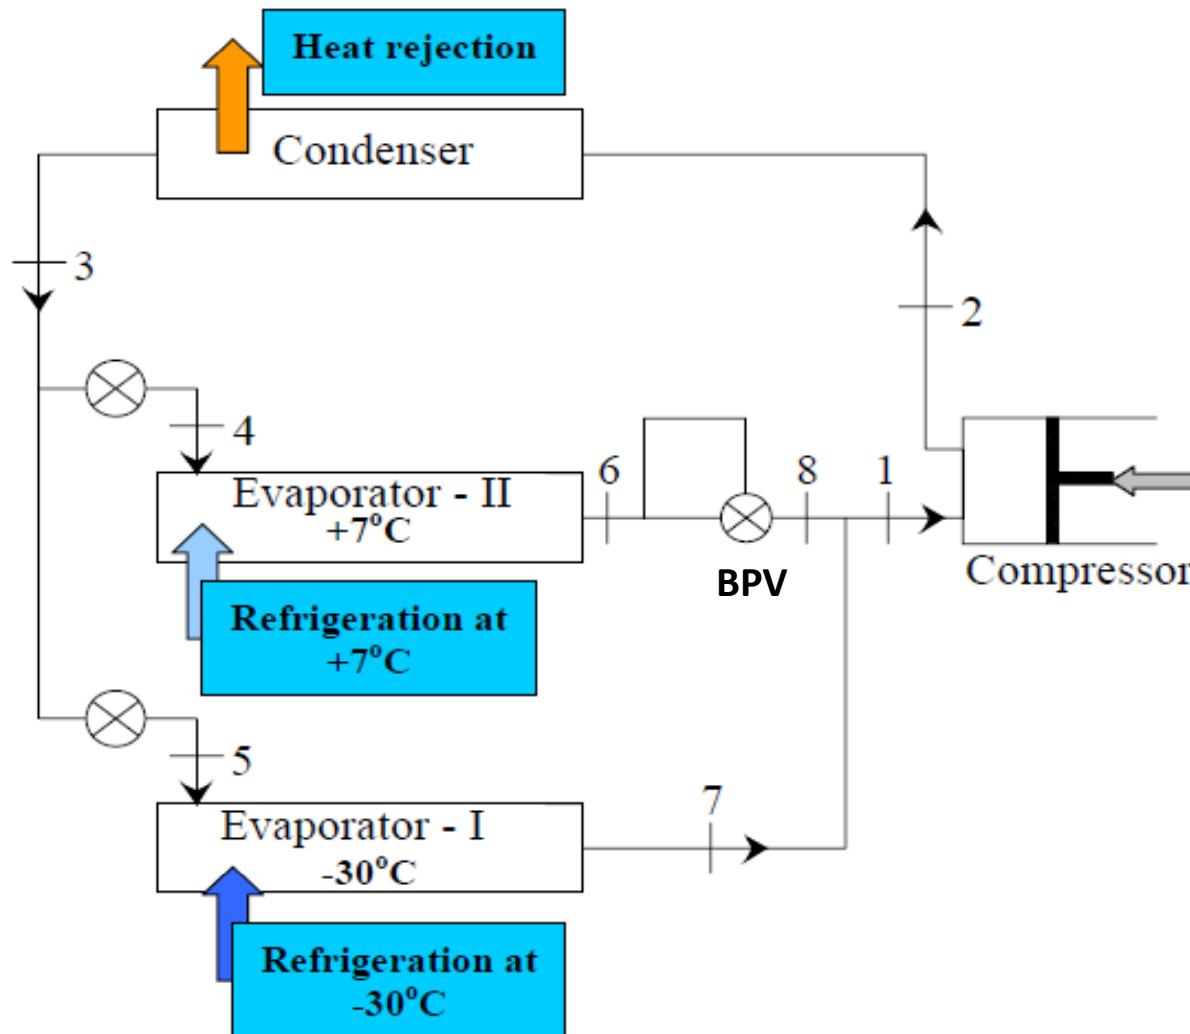 Heat rejection
Condenser
3
2
4
Evaporator - II
+7°C
6
8
1
BPV
Compressor
Refrigeration at
+7°C
5
7
Evaporator - I
-30°C
Refrigeration at
-30°C